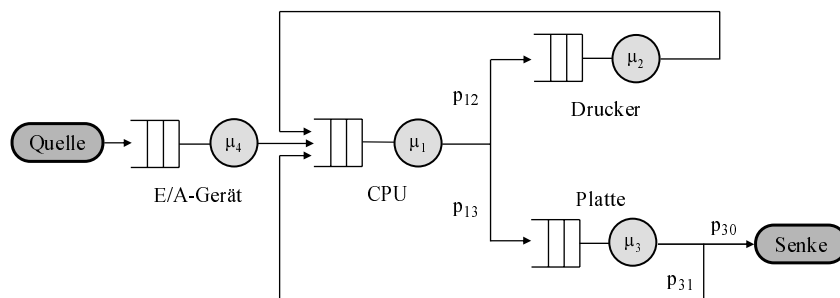 μ2
p12
Drucker
Quelle
μ4
μ1
E/A-Gerät
CPU
Platte
p13
p30
μ3
Senke
p31